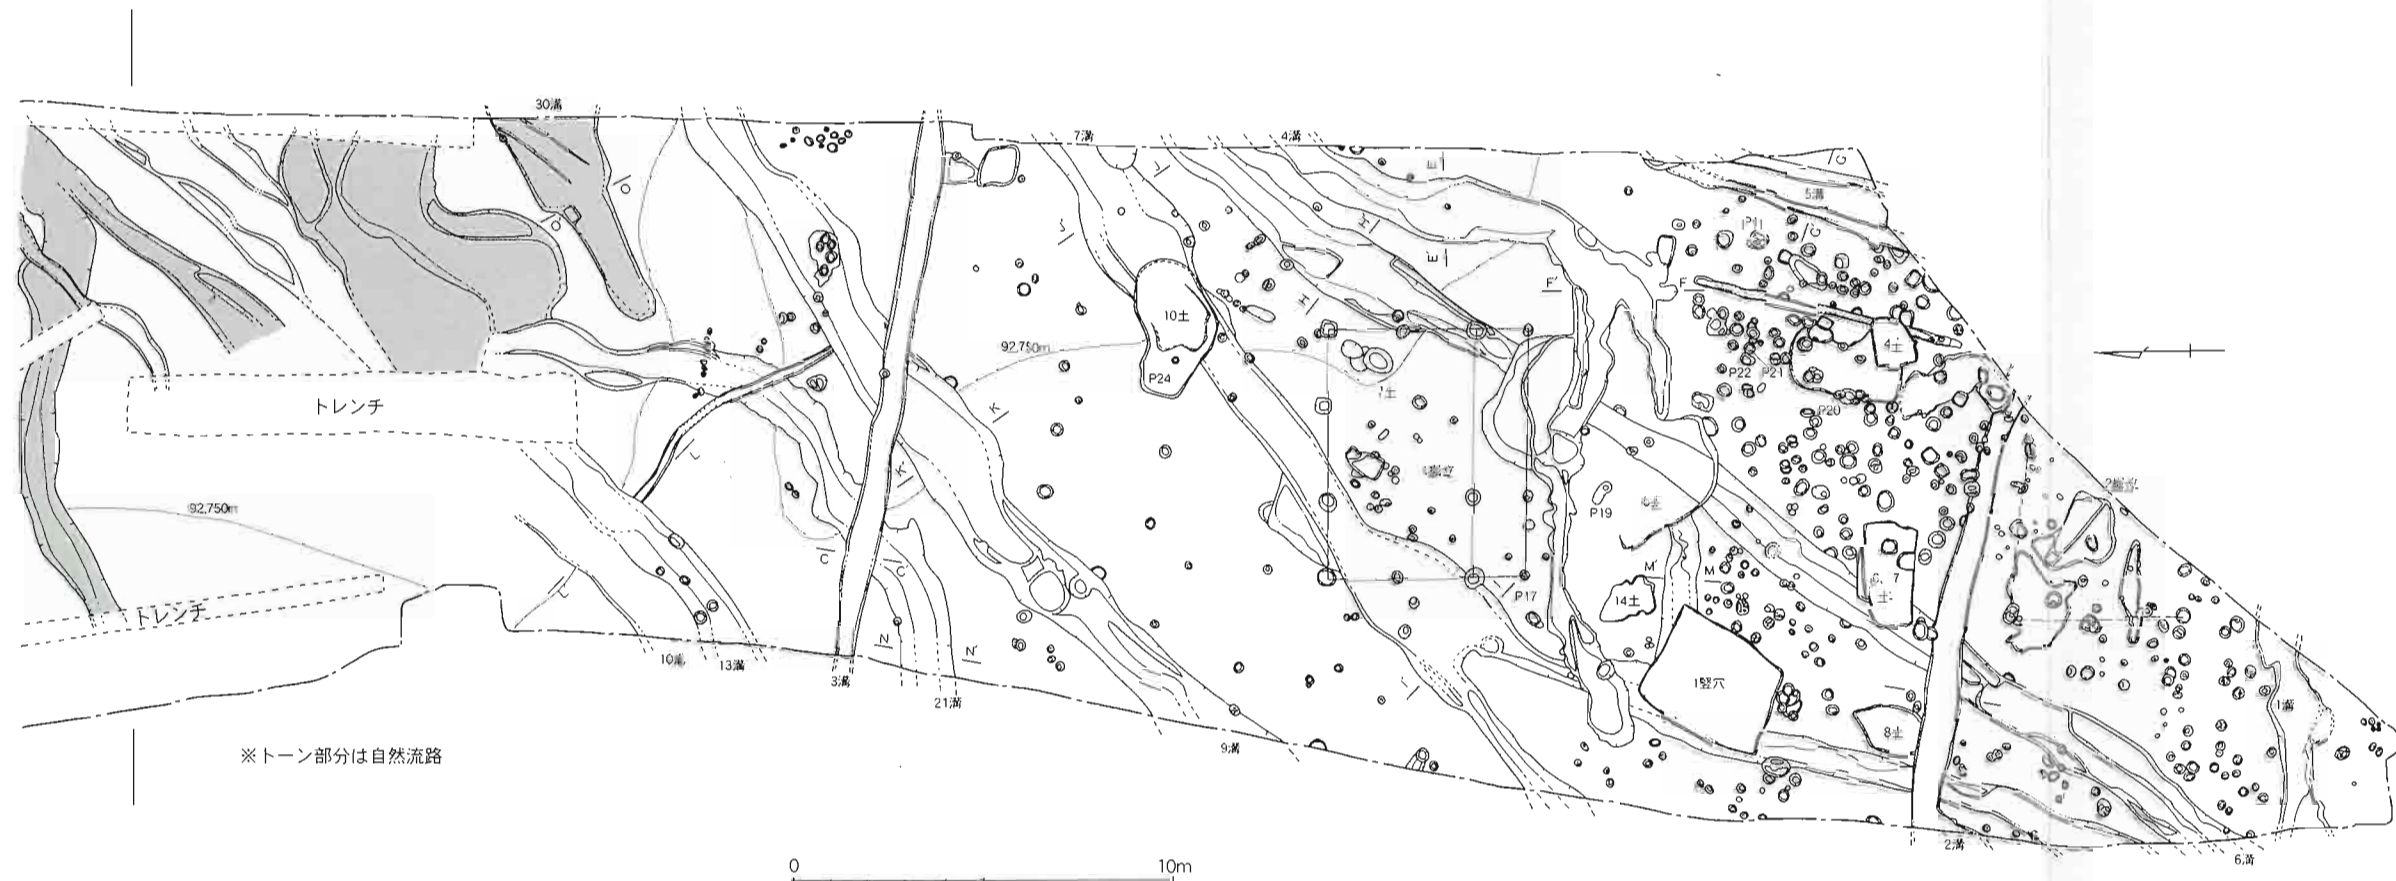 30溝
7溝
4溝
E
G
5溝
J
O
O'
P11
G'
J'
H'
E'
F'
F
H
10土
92,750m
4土
P24
P22
P21
1土
トレンチ
P20
K
L
K'
92,750m
P19
C
C'
M'
M
6、7
土
P17
14土
トレンチ
L'
N
N'
10溝
13溝
3溝
21溝
1竪穴
1溝
8土
9溝
※トーン部分は自然流路
2溝
6溝
0
10m